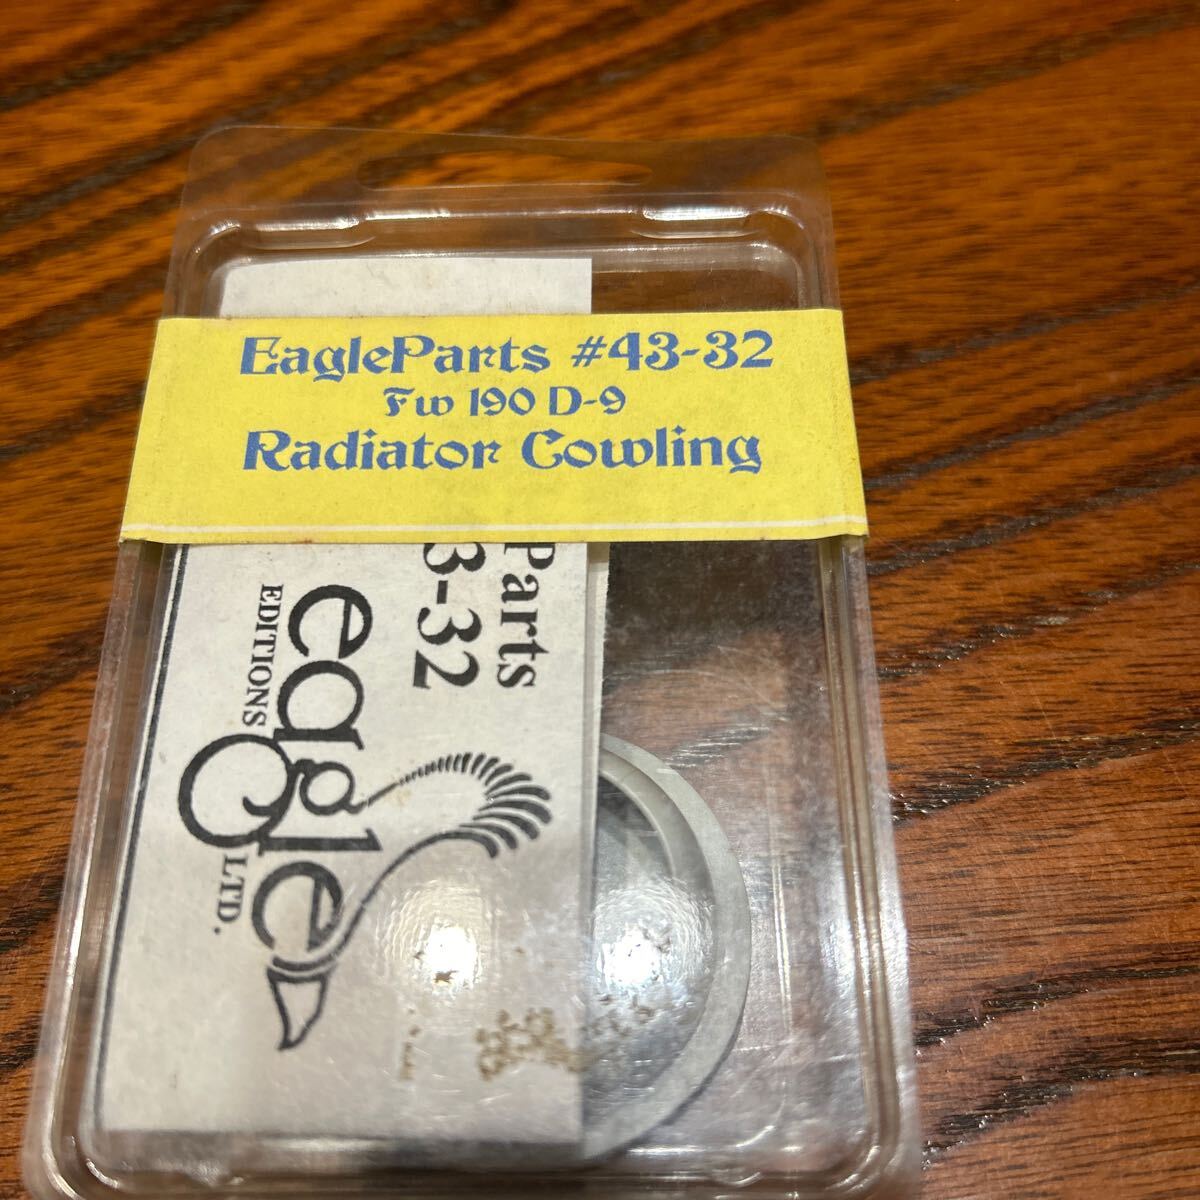 EagleParts #43-32
Fw 190 D-9
Radiator Cowling
Parts
3-32
eagle
EDITIONS LTD.